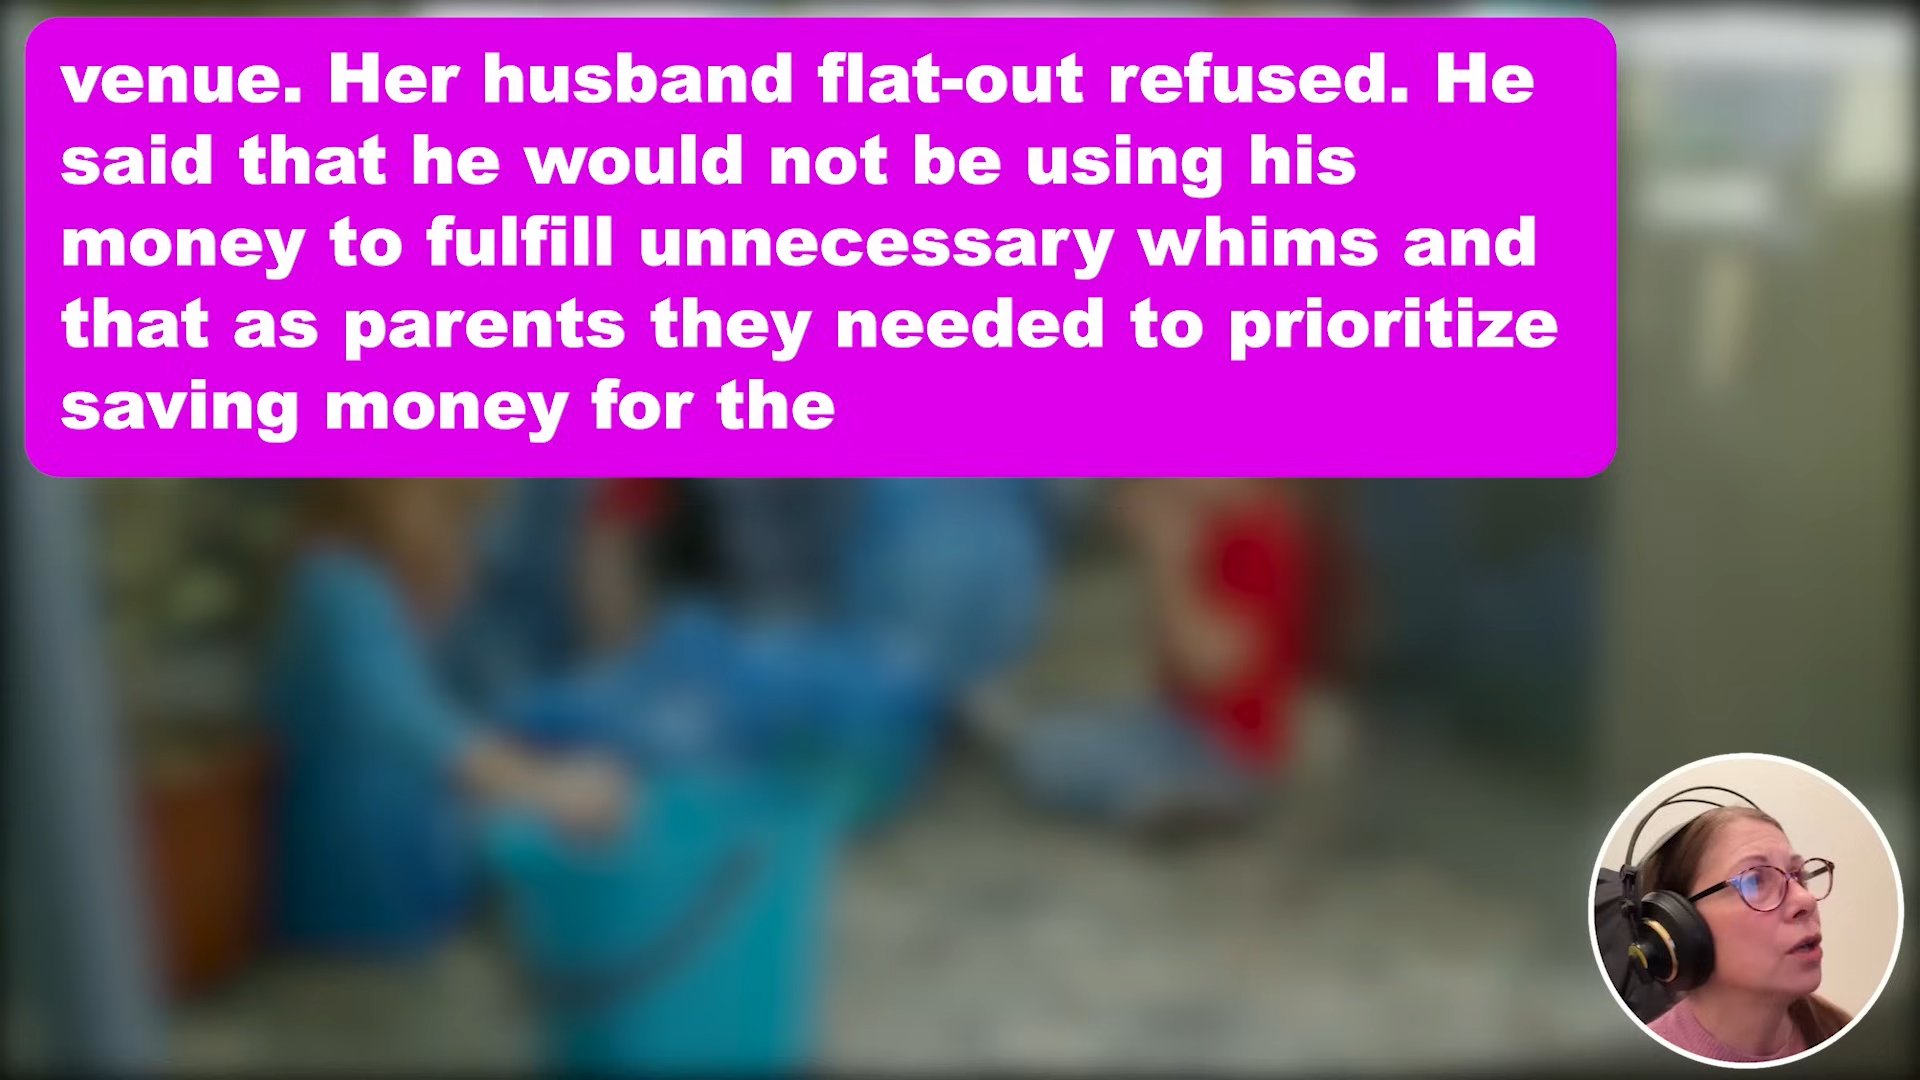 venue. Her husband flat-out refused. He
said that he would not be using his
money to fulfill unnecessary whims and
that as parents they needed to prioritize
saving money for the